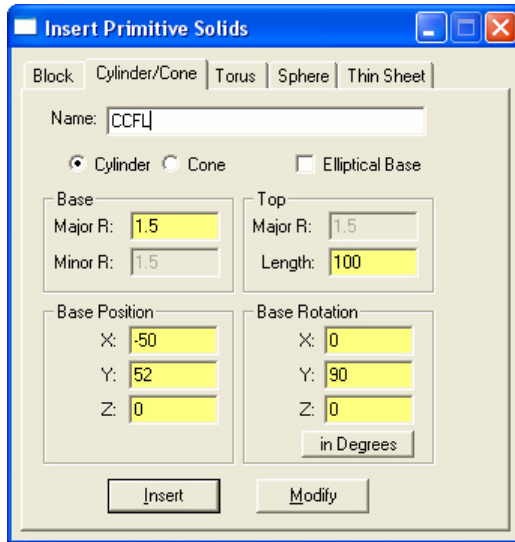 Insert Primitive Solids
Block Cylinder/Cone Torus Sphere Thin Sheet
Name: CCFL
Cylinder Cone Elliptical Base
Base
Major R: 1.5
Minor R: 1.5
Top
Major R: 1.5
Length: 100
Base Position
X: -50
Y: 52
Z: 0
Base Rotation
X: 0
Y: 90
Z: 0
in Degrees
Insert Modify